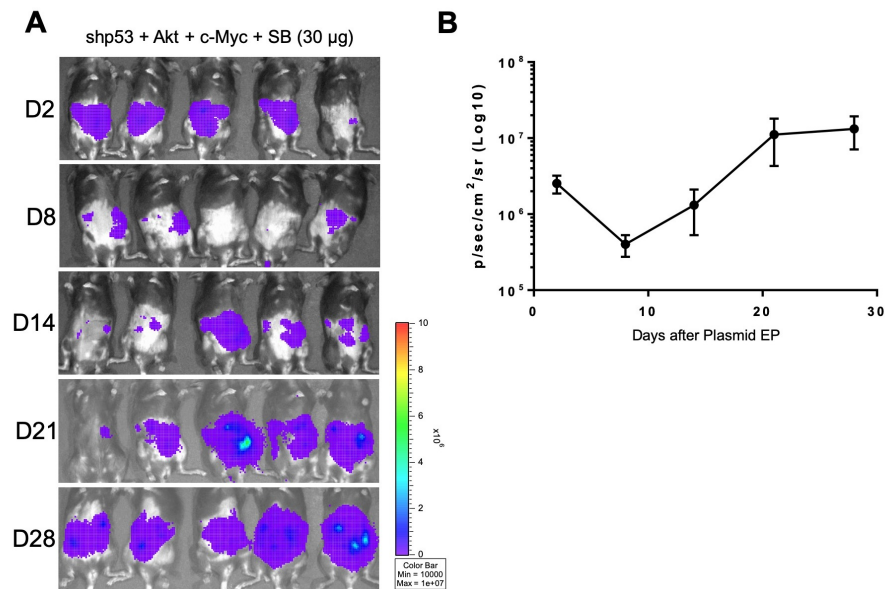 A
shp53 + Akt + c-Myc + SB (30 µg)
D2
D8
D14
D21
D28
10
8
6
4
2
0
x10⁶
Color Bar
Min = 10000
Max = 1e+07
B
p/sec/cm²/sr (Log10)
10⁸
10⁷
10⁶
10⁵
0 10 20 30
Days after Plasmid EP